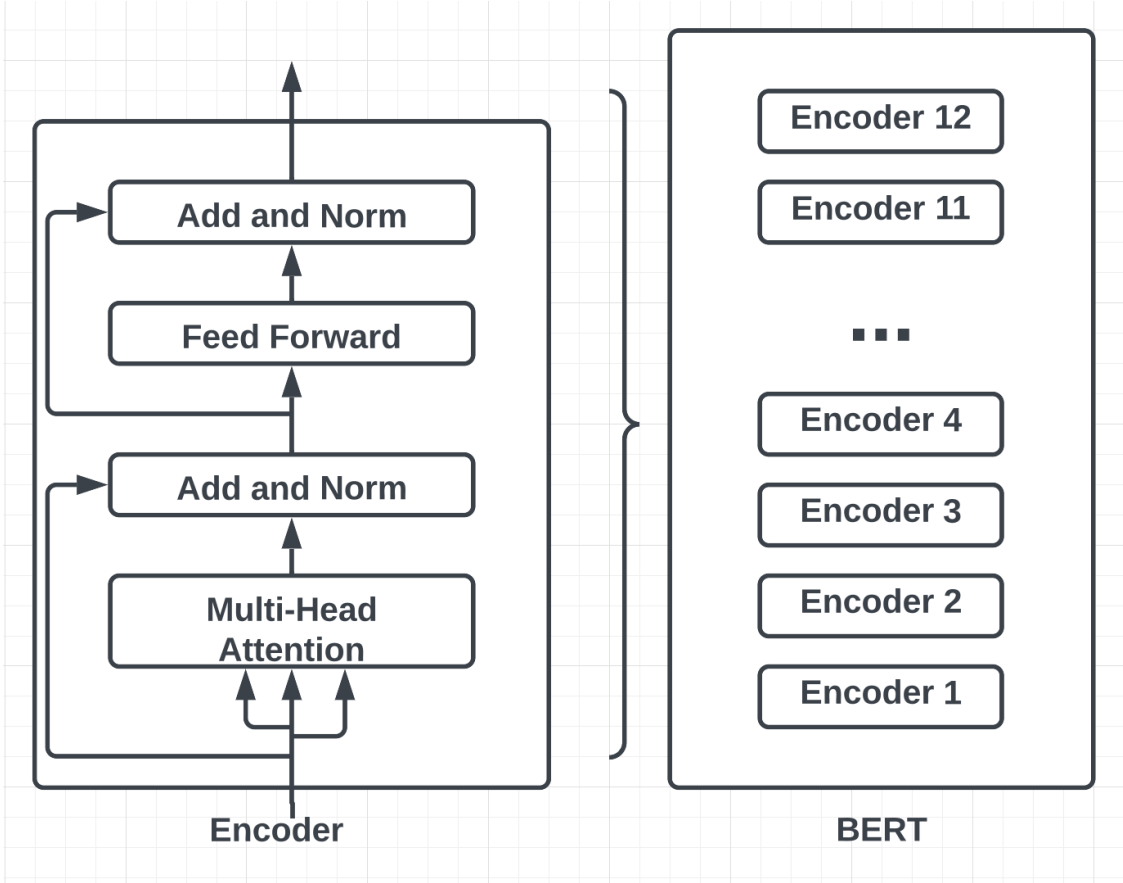 Add and Norm
Feed Forward
Add and Norm
Multi-Head
Attention
Encoder
Encoder 12
Encoder 11
...
Encoder 4
Encoder 3
Encoder 2
Encoder 1
BERT